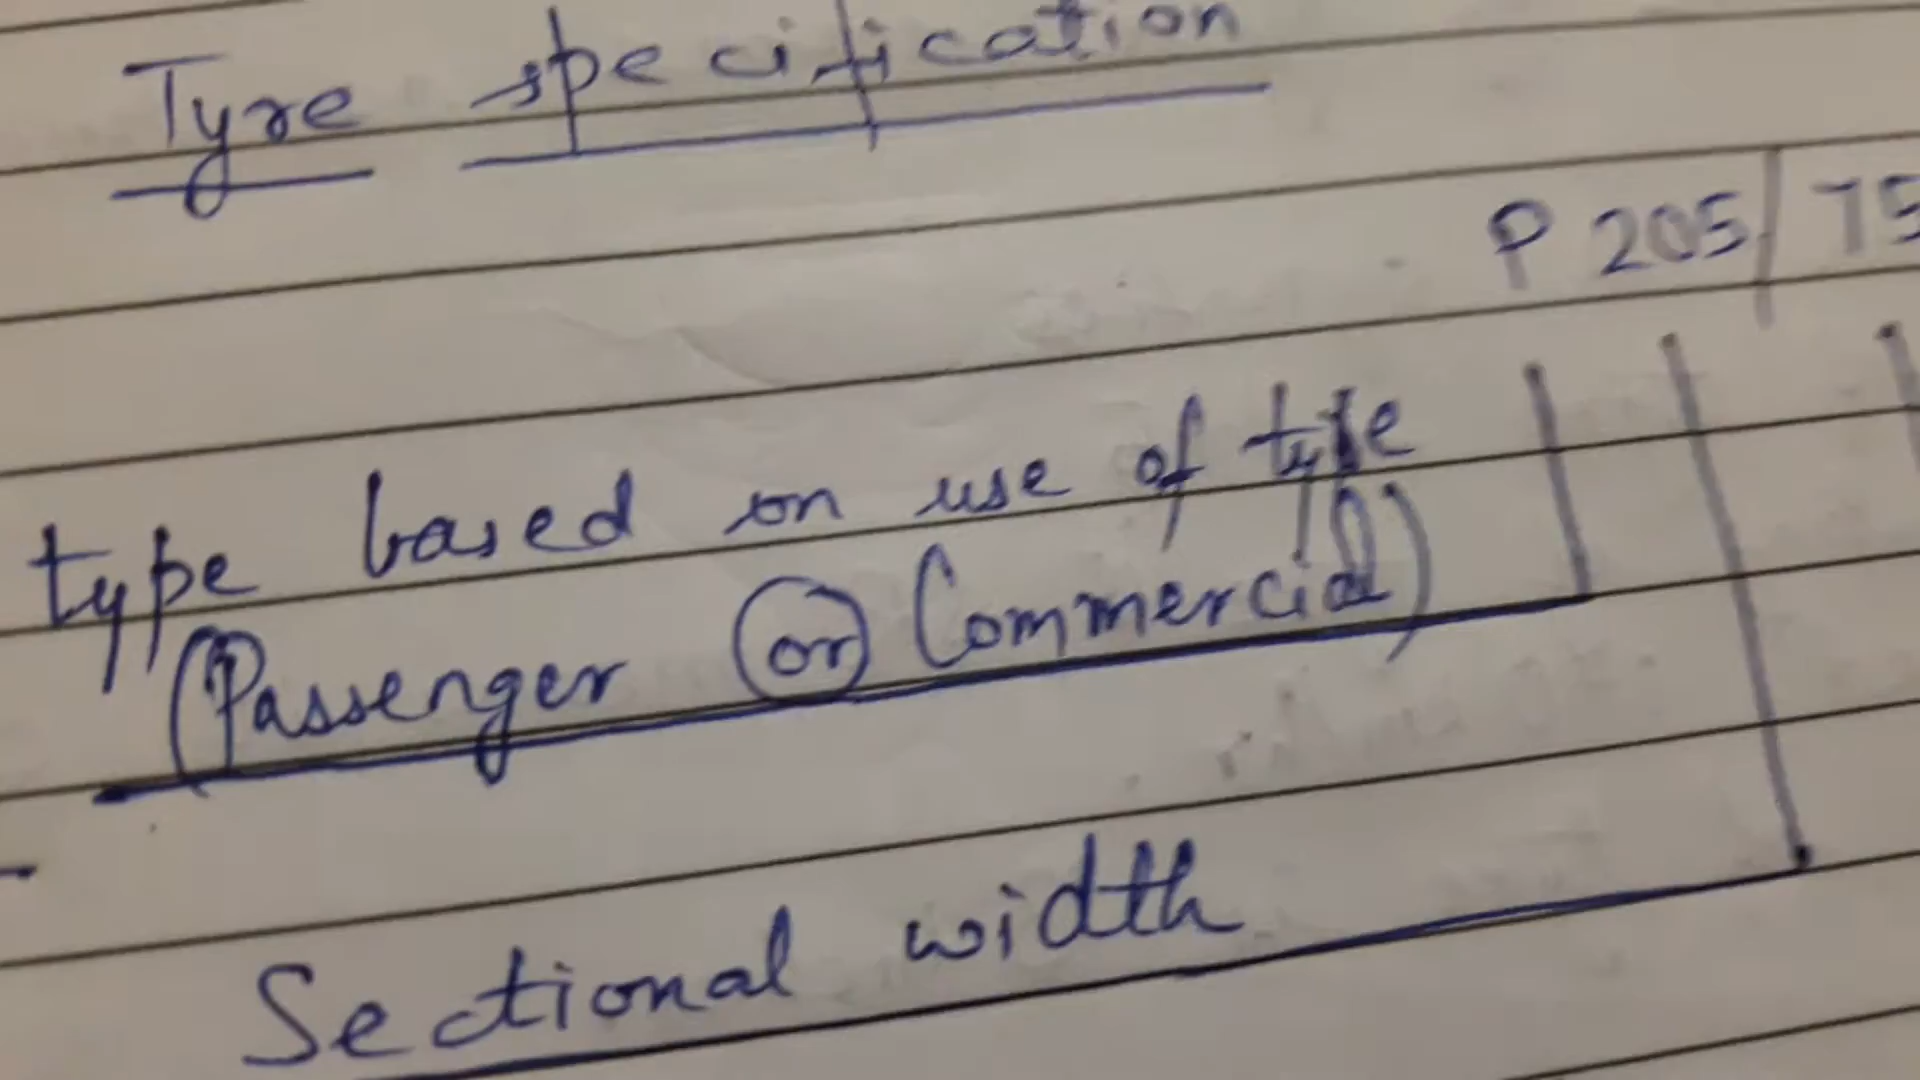 Tyre specification
P 205/75
type based on use of tyre
(Passenger or Commercial)
Sectional width